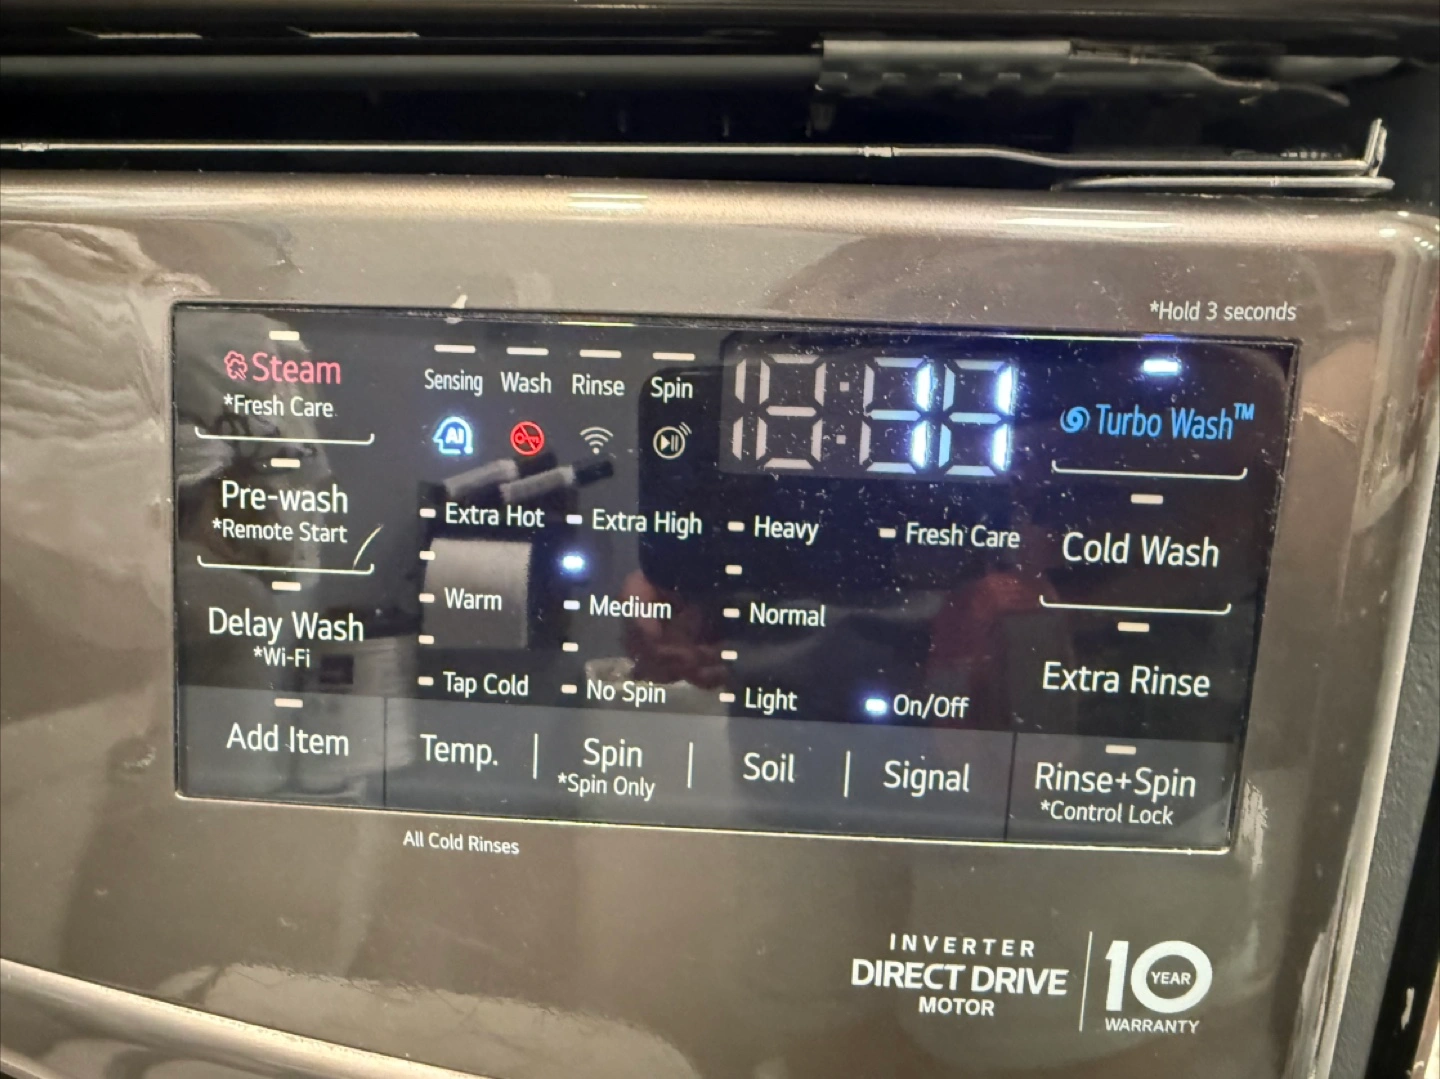 *Hold 3 seconds
Steam
*Fresh Care
Pre-wash
*Remote Start
Delay Wash
*Wi-Fi
Add Item
Sensing Wash Rinse Spin
AI
Extra Hot Extra High Heavy Fresh Care
Warm Medium Normal
Tap Cold No Spin Light On/Off
Temp. | Spin | Soil | Signal
*Spin Only
Turbo Wash™
Cold Wash
Extra Rinse
Rinse+Spin
*Control Lock
All Cold Rinses
INVERTER
DIRECT DRIVE
MOTOR
10 YEAR
WARRANTY